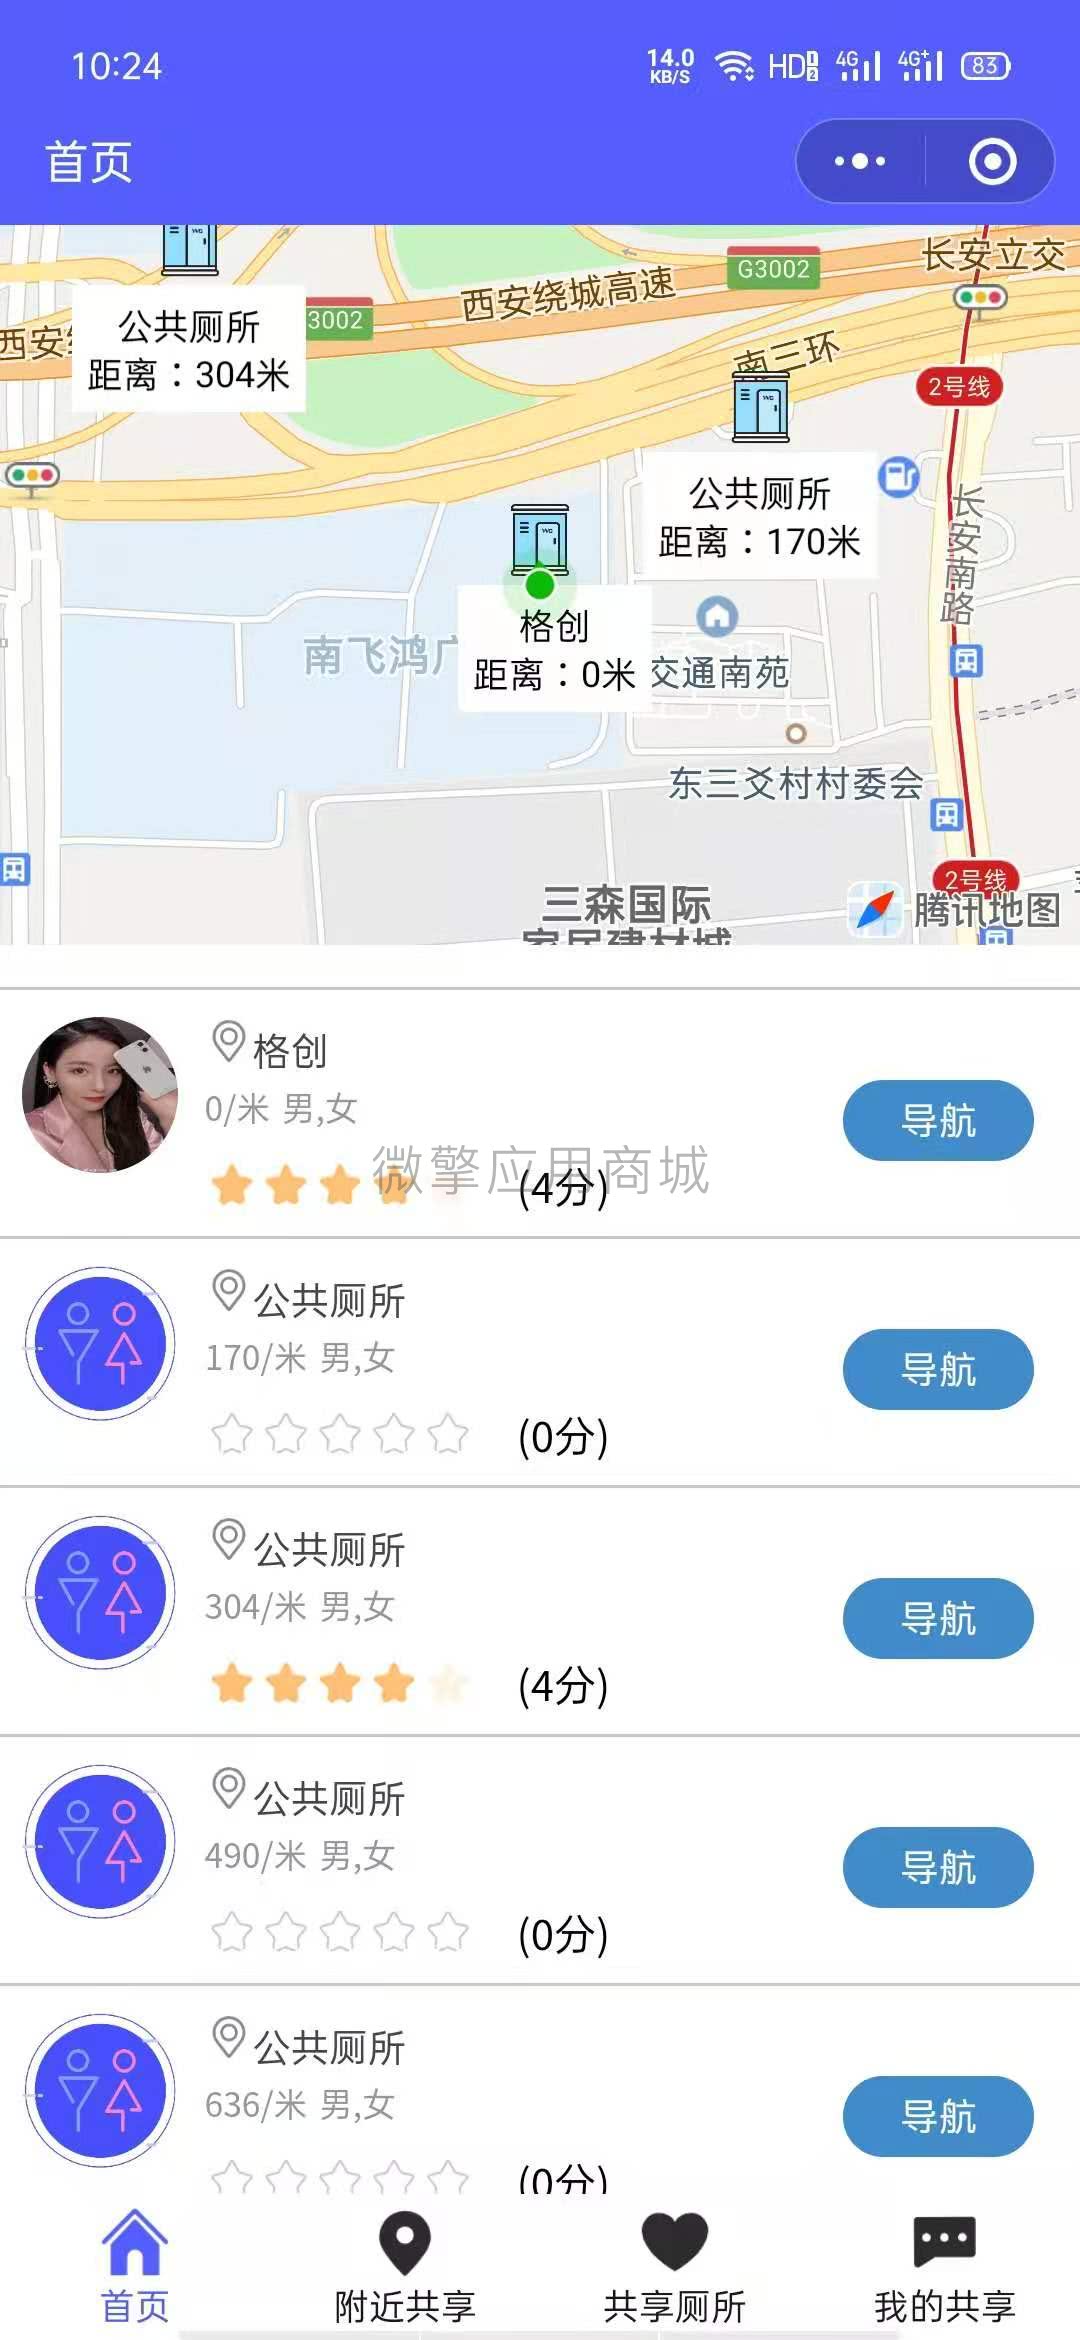 10:24
14.0
KB/S
HD
4G
4G+
83
首页
西安绕城高速
G3002
长安立交
3002
公共厕所
距离：304米
南三环
2号线
公共厕所
距离：170米
长安南路
格创
距离：0米
南飞鸿广
交通南苑
东三爻村村委会
2号线
腾讯地图
三森国际
家居建材城
格创
0/米 男,女
(4分)
导航
微擎应用商城
公共厕所
170/米 男,女
(0分)
导航
公共厕所
304/米 男,女
(4分)
导航
公共厕所
490/米 男,女
(0分)
导航
公共厕所
636/米 男,女
(0分)
导航
首页
附近共享
共享厕所
我的共享